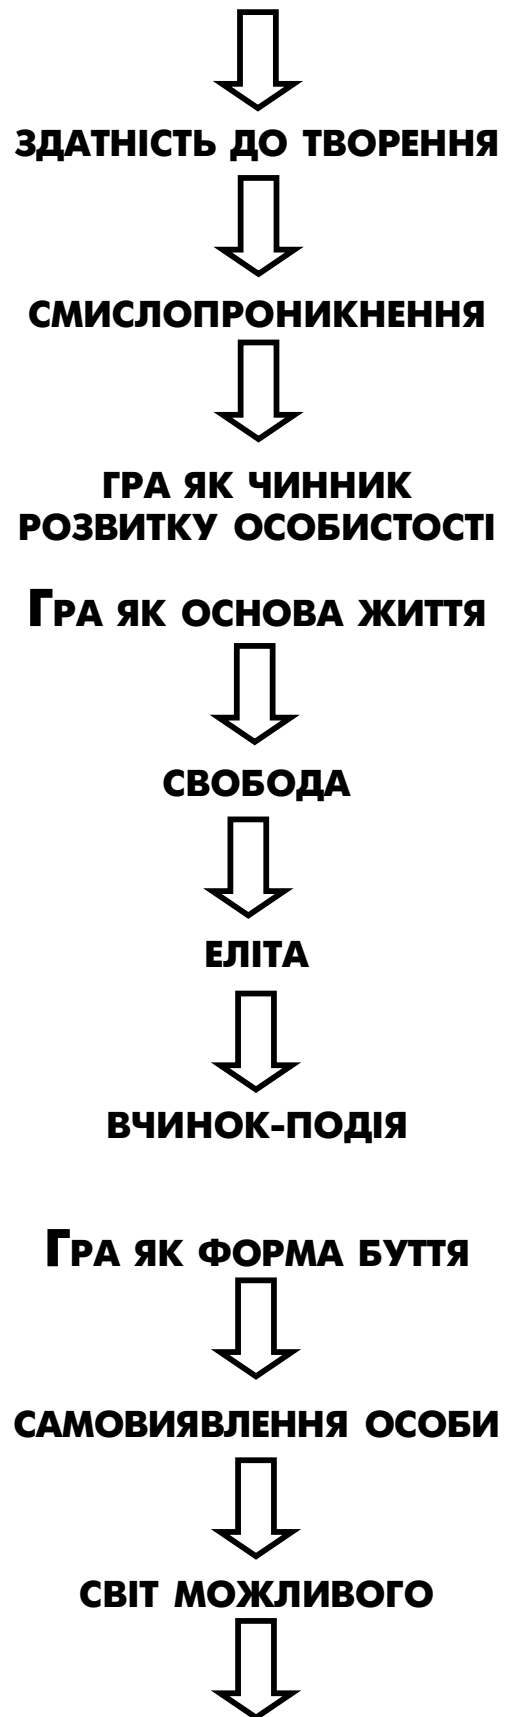 ЗДАТНІСТЬ ДО ТВОРЕННЯ
СМИСЛОПРОНИКНЕННЯ
ГРА ЯК ЧИННИК
РОЗВИТКУ ОСОБИСТОСТІ
ГРА ЯК ОСНОВА ЖИТТЯ
СВОБОДА
ЕЛІТА
ВЧИНОК-ПОДІЯ
ГРА ЯК ФОРМА БУТТЯ
САМОВИЯВЛЕННЯ ОСОБИ
СВІТ МОЖЛИВОГО